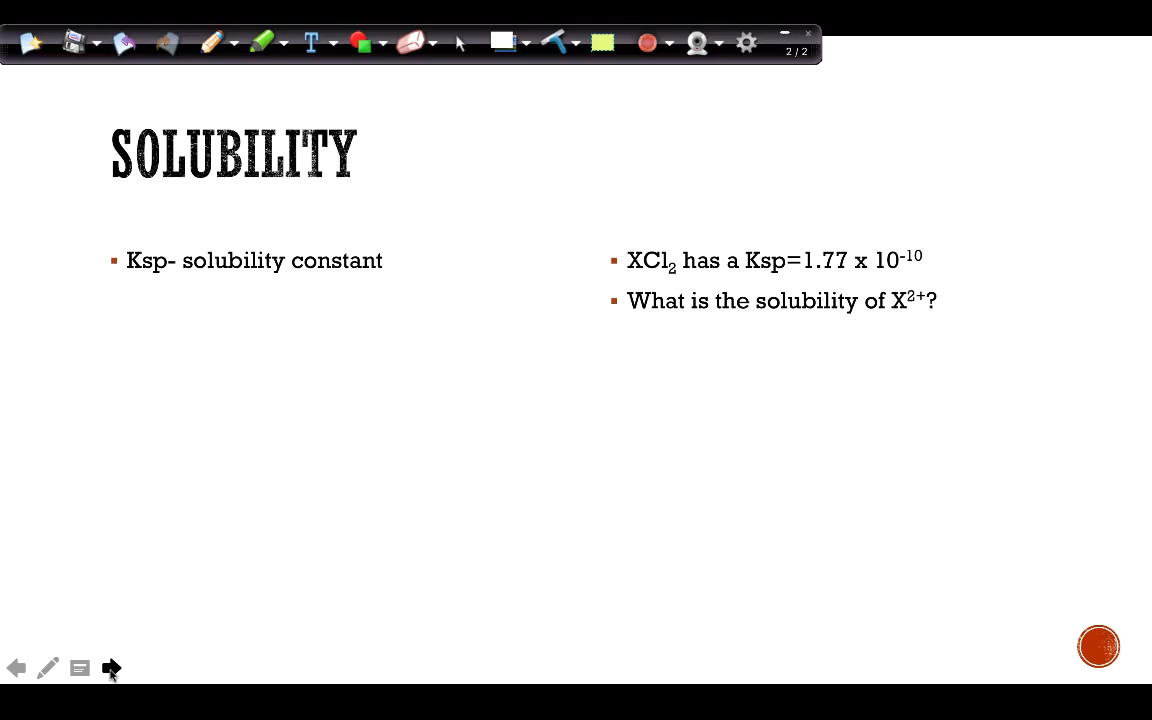 2 / 2
SOLUBILITY
▪ Ksp- solubility constant
▪ XCl₂ has a Ksp=1.77 x 10⁻¹⁰
▪ What is the solubility of X²⁺?